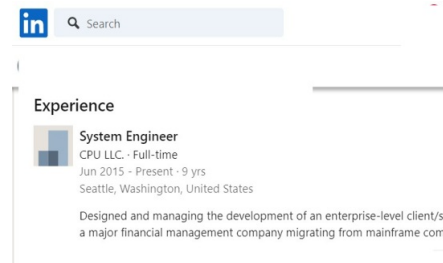 in
Search
Experience
System Engineer
CPU LLC. · Full-time
Jun 2015 - Present · 9 yrs
Seattle, Washington, United States
Designed and managing the development of an enterprise-level client/s
a major financial management company migrating from mainframe com